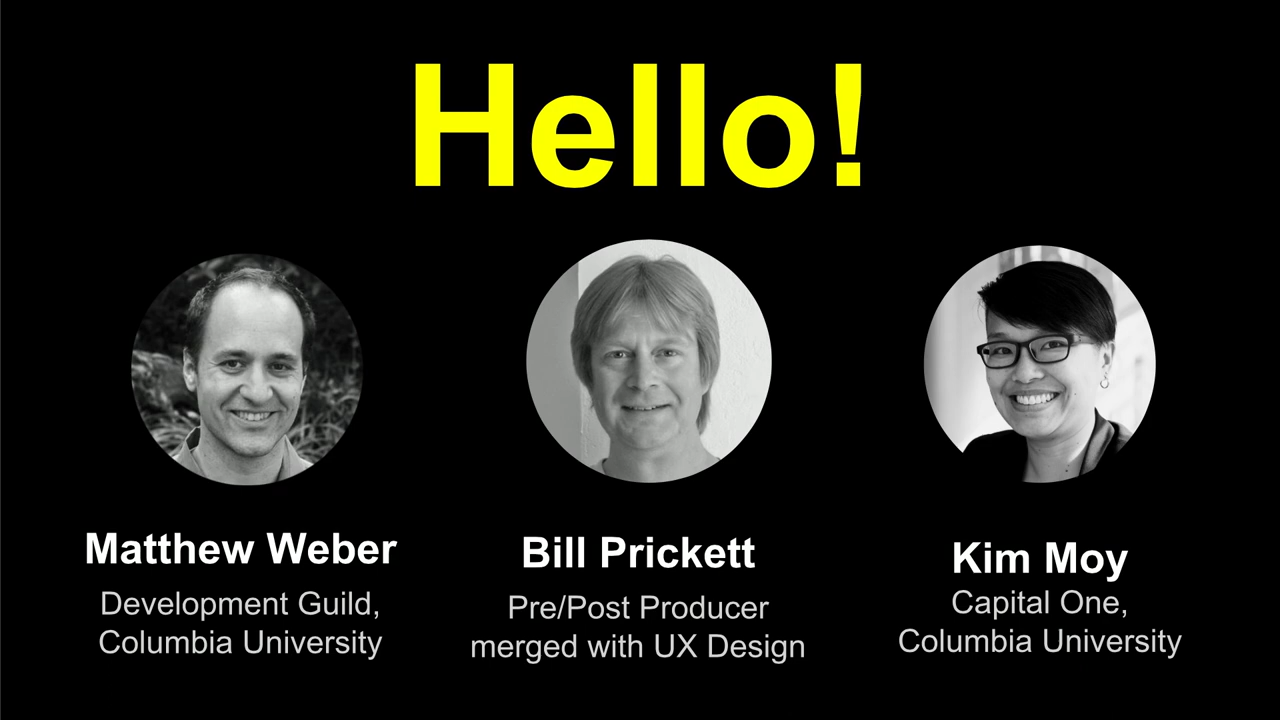 Hello!
Matthew Weber
Development Guild,
Columbia University
Bill Prickett
Pre/Post Producer
merged with UX Design
Kim Moy
Capital One,
Columbia University